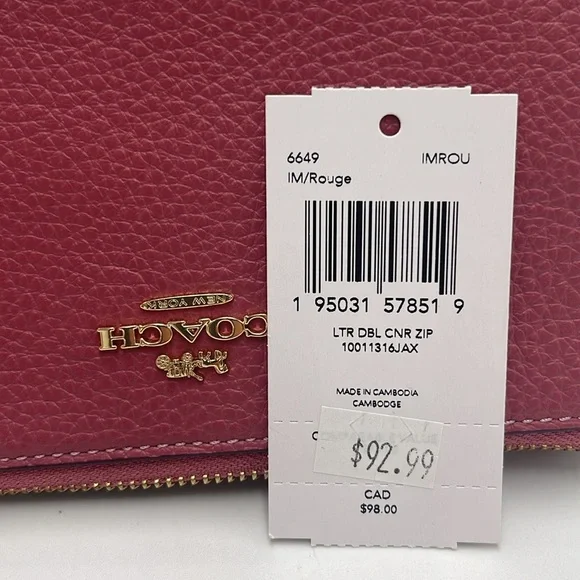 6649 IMROU
IM/Rouge
1 95031 57851 9
LTR DBL CNR ZIP
10011316JAX
MADE IN CAMBODIA
CAMBODGE
$92.99
CAD
$98.00
NEW YORK
COACH